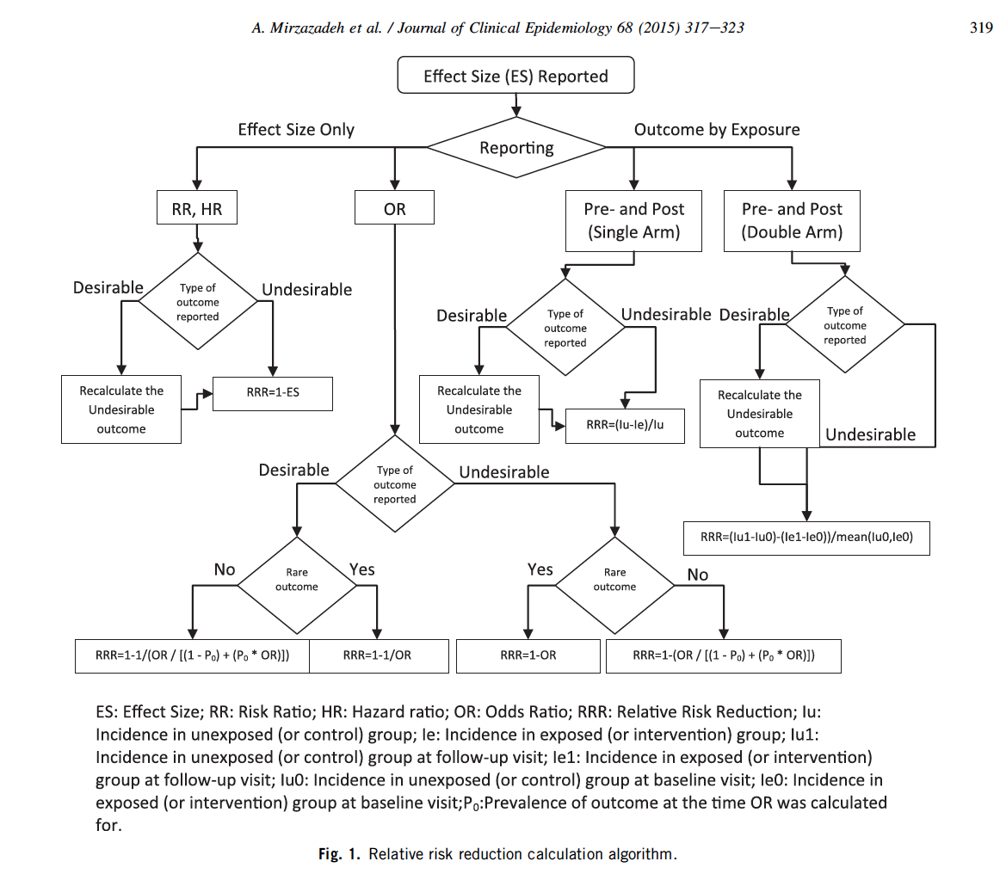 A. Mirzazadeh et al. / Journal of Clinical Epidemiology 68 (2015) 317–323
319
Effect Size (ES) Reported
Effect Size Only
Reporting
Outcome by Exposure
RR, HR
OR
Pre- and Post
(Single Arm)
Pre- and Post
(Double Arm)
Desirable
Type of
outcome
reported
Undesirable
Desirable
Type of
outcome
reported
Undesirable
Desirable
Type of
outcome
reported
Recalculate the
Undesirable
outcome
RRR=1-ES
Recalculate the
Undesirable
outcome
RRR=(Iu-Ie)/Iu
Recalculate the
Undesirable
outcome
Undesirable
Desirable
Type of
outcome
reported
Undesirable
RRR=(Iu1-Iu0)-(Ie1-Ie0))/mean(Iu0,Ie0)
No
Rare
outcome
Yes
Yes
Rare
outcome
No
RRR=1-1/(OR / [(1 - P₀) + (P₀ * OR)])
RRR=1-1/OR
RRR=1-OR
RRR=1-(OR / [(1 - P₀) + (P₀ * OR)])
ES: Effect Size; RR: Risk Ratio; HR: Hazard ratio; OR: Odds Ratio; RRR: Relative Risk Reduction; Iu:
Incidence in unexposed (or control) group; Ie: Incidence in exposed (or intervention) group; Iu1:
Incidence in unexposed (or control) group at follow-up visit; Ie1: Incidence in exposed (or intervention)
group at follow-up visit; Iu0: Incidence in unexposed (or control) group at baseline visit; Ie0: Incidence in
exposed (or intervention) group at baseline visit;P₀:Prevalence of outcome at the time OR was calculated
for.
Fig. 1. Relative risk reduction calculation algorithm.